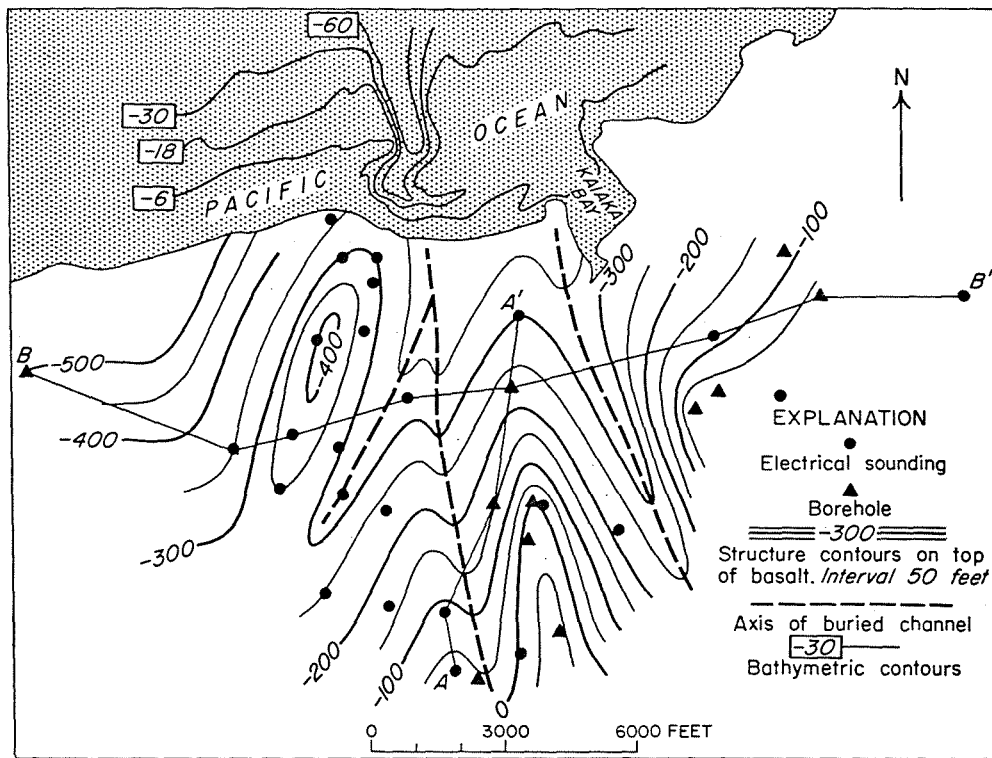 -60
-30
-18
-6
PACIFIC
OCEAN
KAIAKA
BAY
N
-100
-200
-300
A'
B'
B
-500
-400
-400
-300
-200
-100
A
0
EXPLANATION
Electrical sounding
Borehole
-300
Structure contours on top
of basalt. Interval 50 feet
Axis of buried channel
-30
Bathymetric contours
0 3000 6000 FEET